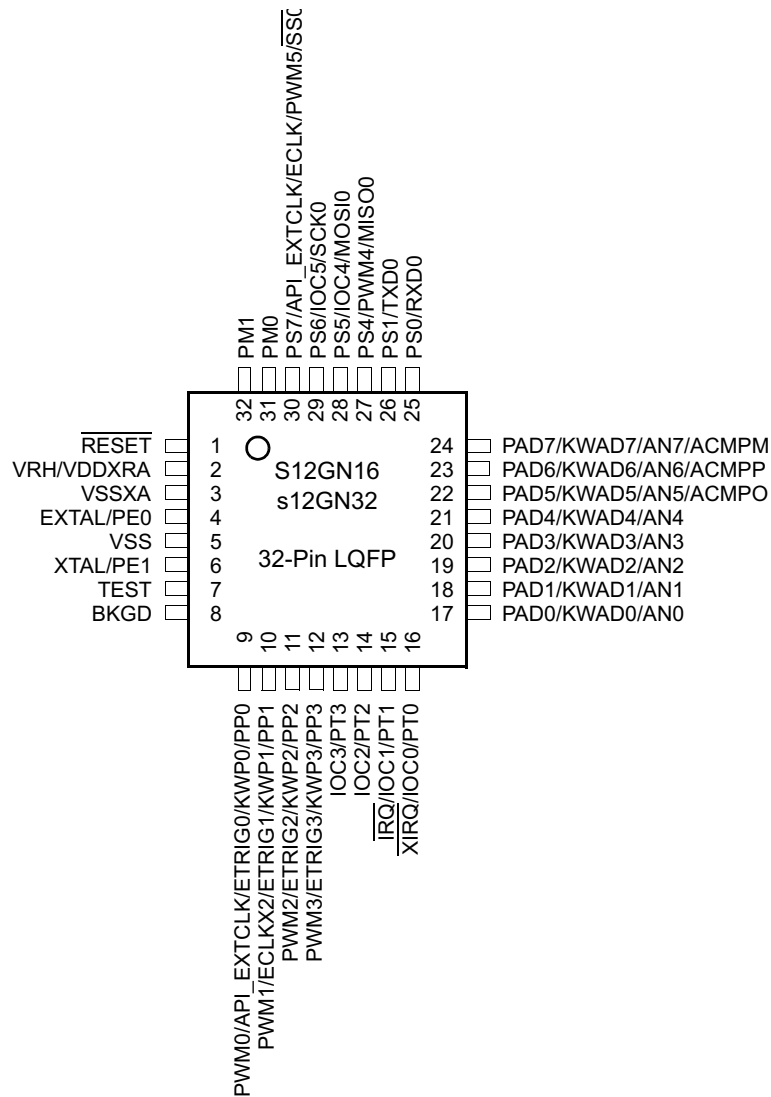 PS7/API_EXTCLK/ECLK/PWM5/SS0
PS6/IOC5/SCK0
PS5/IOC4/MOSI0
PS4/PWM4/MISO0
PS1/TXD0
PS0/RXD0
PM1
PM0
32
31
30
29
28
27
26
25
RESET 1
VRH/VDDXRA 2
VSSXA 3
EXTAL/PE0 4
VSS 5
XTAL/PE1 6
TEST 7
BKGD 8
S12GN16
s12GN32
32-Pin LQFP
24 PAD7/KWAD7/AN7/ACMPM
23 PAD6/KWAD6/AN6/ACMPP
22 PAD5/KWAD5/AN5/ACMPO
21 PAD4/KWAD4/AN4
20 PAD3/KWAD3/AN3
19 PAD2/KWAD2/AN2
18 PAD1/KWAD1/AN1
17 PAD0/KWAD0/AN0
9
10
11
12
13
14
15
16
PWM0/API_EXTCLK/ETRIG0/KWP0/PP0
PWM1/ECLKX2/ETRIG1/KWP1/PP1
PWM2/ETRIG2/KWP2/PP2
PWM3/ETRIG3/KWP3/PP3
IOC3/PT3
IOC2/PT2
IRQ/IOC1/PT1
XIRQ/IOC0/PT0